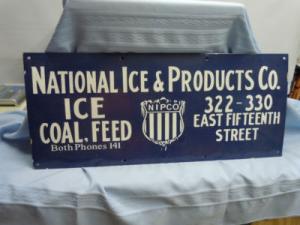 NATIONAL ICE & PRODUCTS CO.
ICE
COAL. FEED
Both Phones 141
NIPCO
322-330
EAST FIFTEENTH
STREET